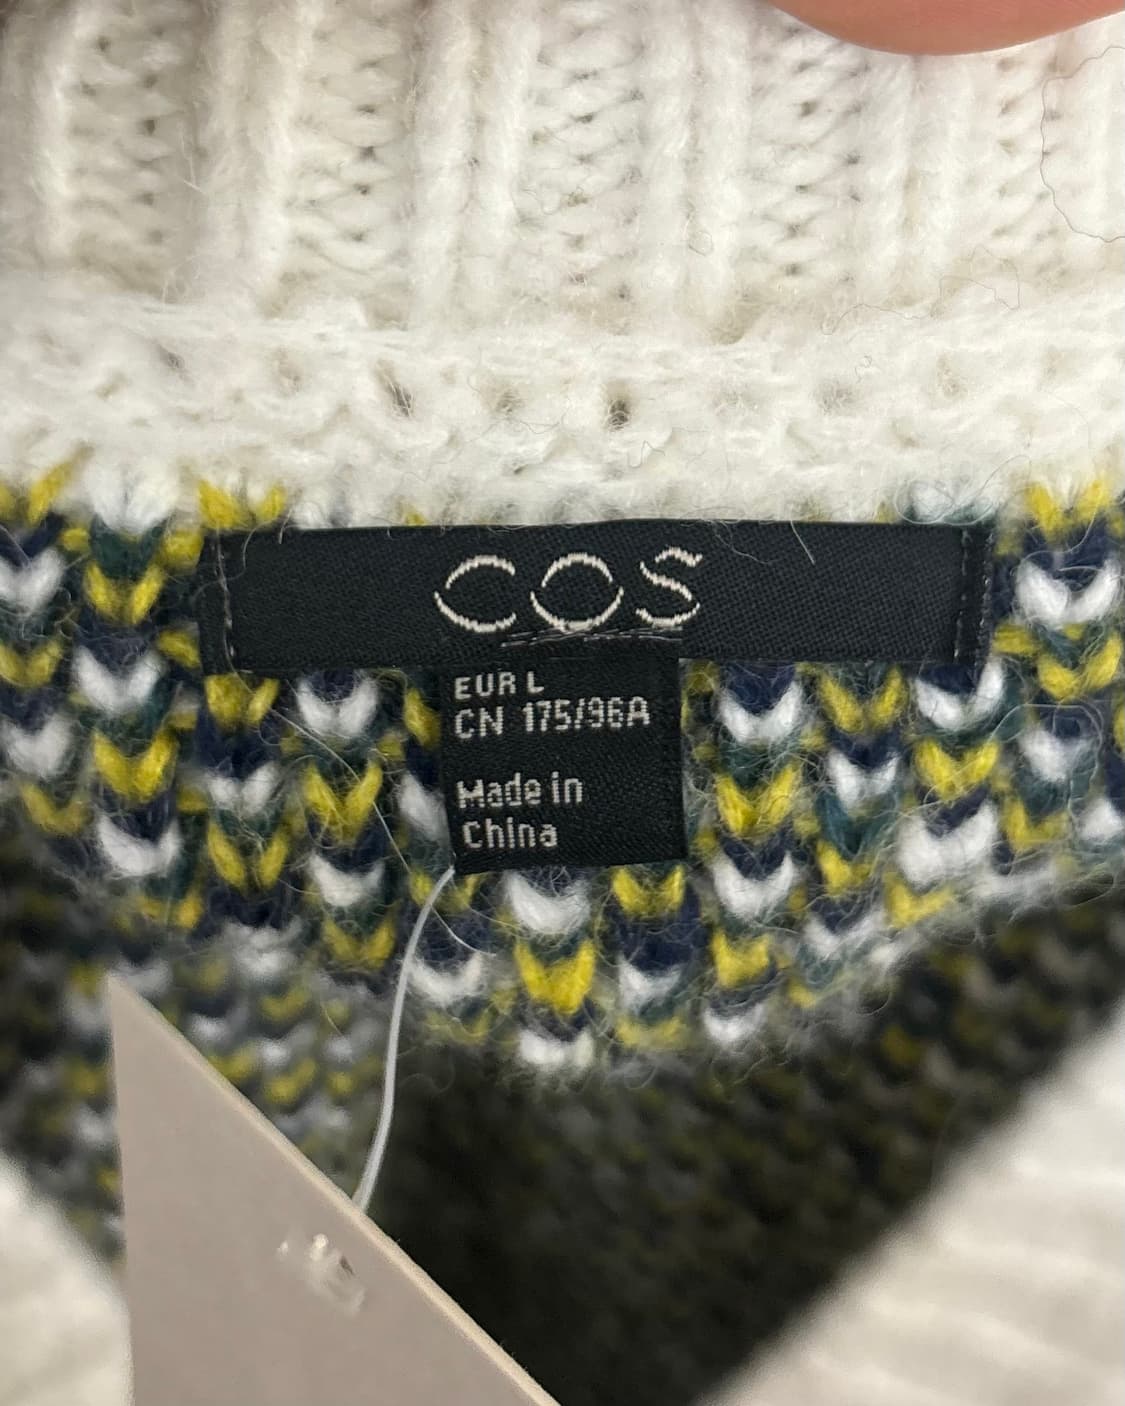 COS
EUR L
CN 175/96A
Made in
China